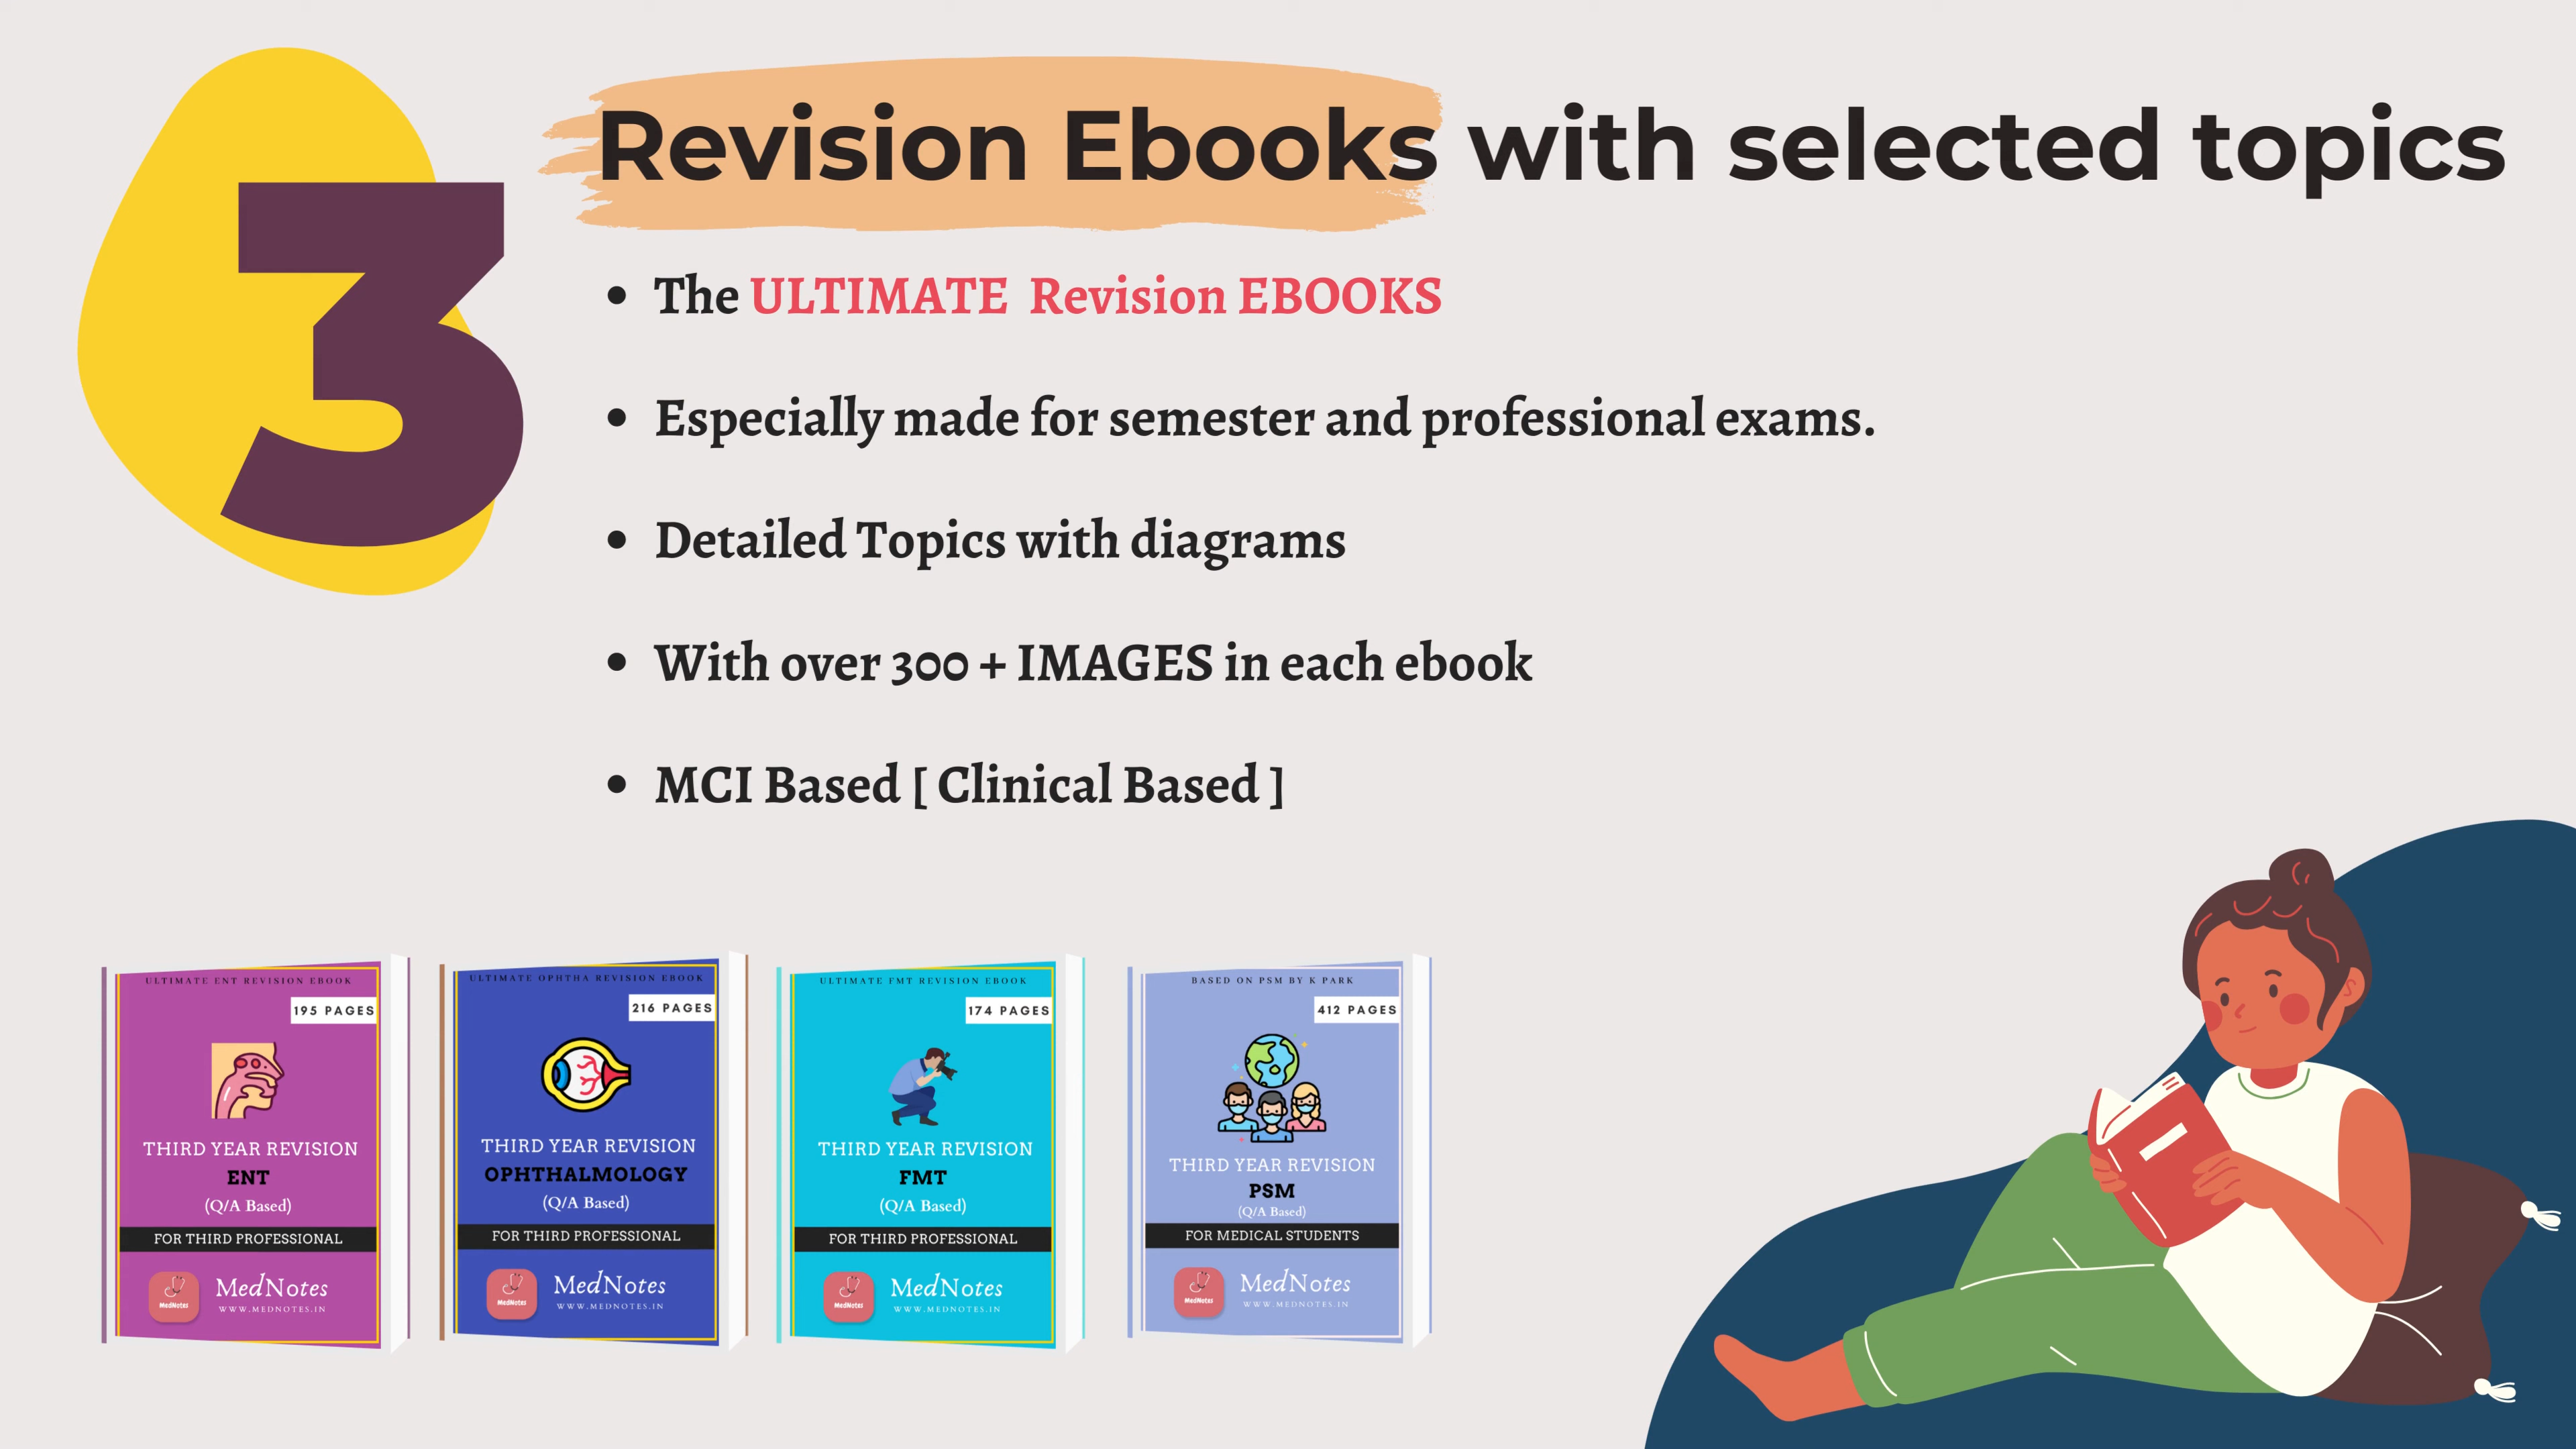 3
Revision Ebooks with selected topics
• The ULTIMATE Revision EBOOKS
• Especially made for semester and professional exams.
• Detailed Topics with diagrams
• With over 300 + IMAGES in each ebook
• MCI Based [ Clinical Based ]
ULTIMATE ENT REVISION EBOOK
195 PAGES
THIRD YEAR REVISION
ENT
(Q/A Based)
FOR THIRD PROFESSIONAL
MedNotes
MedNotes
WWW.MEDNOTES.IN
ULTIMATE OPHTHA REVISION EBOOK
216 PAGES
THIRD YEAR REVISION
OPHTHALMOLOGY
(Q/A Based)
FOR THIRD PROFESSIONAL
MedNotes
MedNotes
WWW.MEDNOTES.IN
ULTIMATE FMT REVISION EBOOK
174 PAGES
THIRD YEAR REVISION
FMT
(Q/A Based)
FOR THIRD PROFESSIONAL
MedNotes
MedNotes
WWW.MEDNOTES.IN
BASED ON PSM BY K PARK
412 PAGES
THIRD YEAR REVISION
PSM
(Q/A Based)
FOR MEDICAL STUDENTS
MedNotes
MedNotes
WWW.MEDNOTES.IN